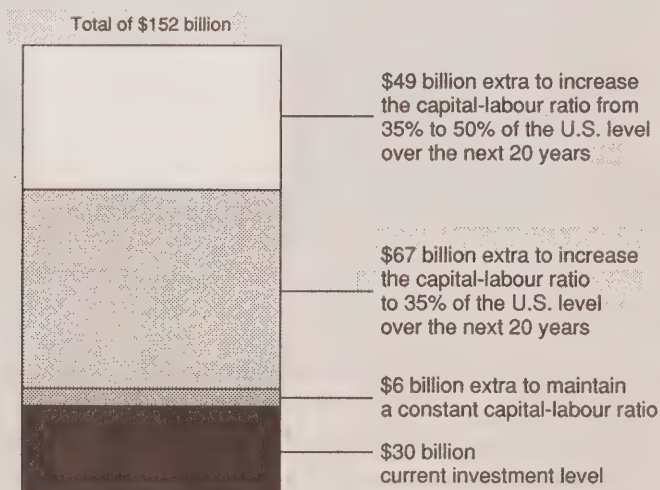 Total of $152 billion
$49 billion extra to increase
the capital-labour ratio from
35% to 50% of the U.S. level
over the next 20 years
$67 billion extra to increase
the capital-labour ratio
to 35% of the U.S. level
over the next 20 years
$6 billion extra to maintain
a constant capital-labour ratio
$30 billion
current investment level